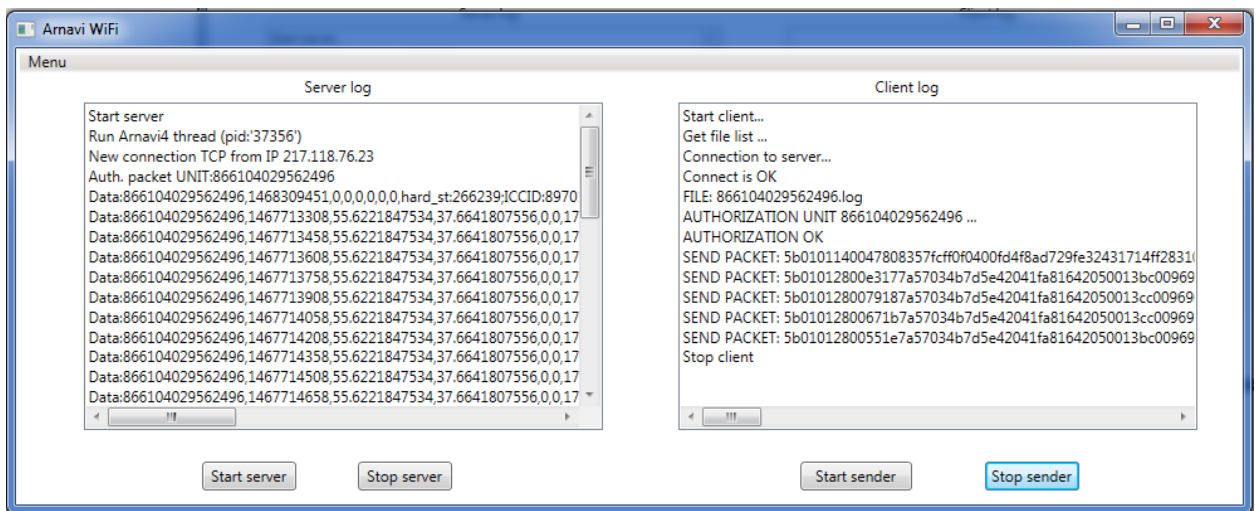 Arnavi WiFi
Menu
Server log
Start server
Run Arnavi4 thread (pid:'37356')
New connection TCP from IP 217.118.76.23
Auth. packet UNIT:866104029562496
Data:866104029562496,1468309451,0,0,0,0,0,0,hard_st:266239;ICCID:8970
Data:866104029562496,1467713308,55.6221847534,37.6641807556,0,0,17
Data:866104029562496,1467713458,55.6221847534,37.6641807556,0,0,17
Data:866104029562496,1467713608,55.6221847534,37.6641807556,0,0,17
Data:866104029562496,1467713758,55.6221847534,37.6641807556,0,0,17
Data:866104029562496,1467713908,55.6221847534,37.6641807556,0,0,17
Data:866104029562496,1467714058,55.6221847534,37.6641807556,0,0,17
Data:866104029562496,1467714208,55.6221847534,37.6641807556,0,0,17
Data:866104029562496,1467714358,55.6221847534,37.6641807556,0,0,17
Data:866104029562496,1467714508,55.6221847534,37.6641807556,0,0,17
Data:866104029562496,1467714658,55.6221847534,37.6641807556,0,0,17
Start server
Stop server
Client log
Start client...
Get file list ...
Connection to server...
Connect is OK
FILE: 866104029562496.log
AUTHORIZATION UNIT 866104029562496 ...
AUTHORIZATION OK
SEND PACKET: 5b0101140047808357fcff0f0400fd4f8ad729fe32431714ff2831
SEND PACKET: 5b01012800e3177a57034b7d5e42041fa81642050013bc00969
SEND PACKET: 5b0101280079187a57034b7d5e42041fa81642050013cc00969
SEND PACKET: 5b01012800671b7a57034b7d5e42041fa81642050013cc00969
SEND PACKET: 5b01012800551e7a57034b7d5e42041fa81642050013bc00969
Stop client
Start sender
Stop sender